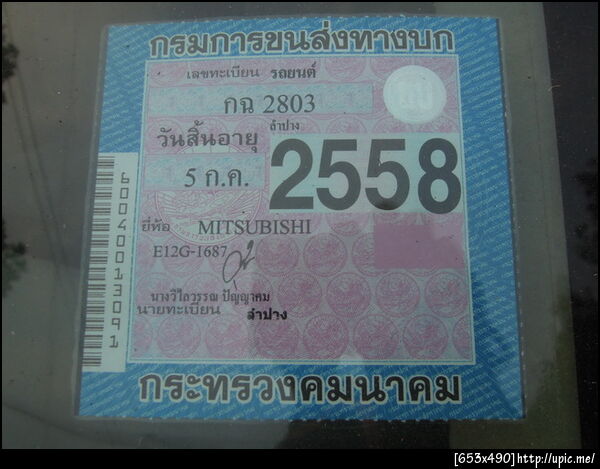 กรมการขนส่งทางบก
เลขทะเบียน รถยนต์
กฉ 2803
วันสิ้นอายุ ลำปาง
5 ก.ค. 2558
ยี่ห้อ MITSUBISHI
E12G-1687
นางวิไลวรรณ ปัญญาคม
นายทะเบียน ลำปาง
กระทรวงคมนาคม
60040013091
[653x490]http://upic.me/